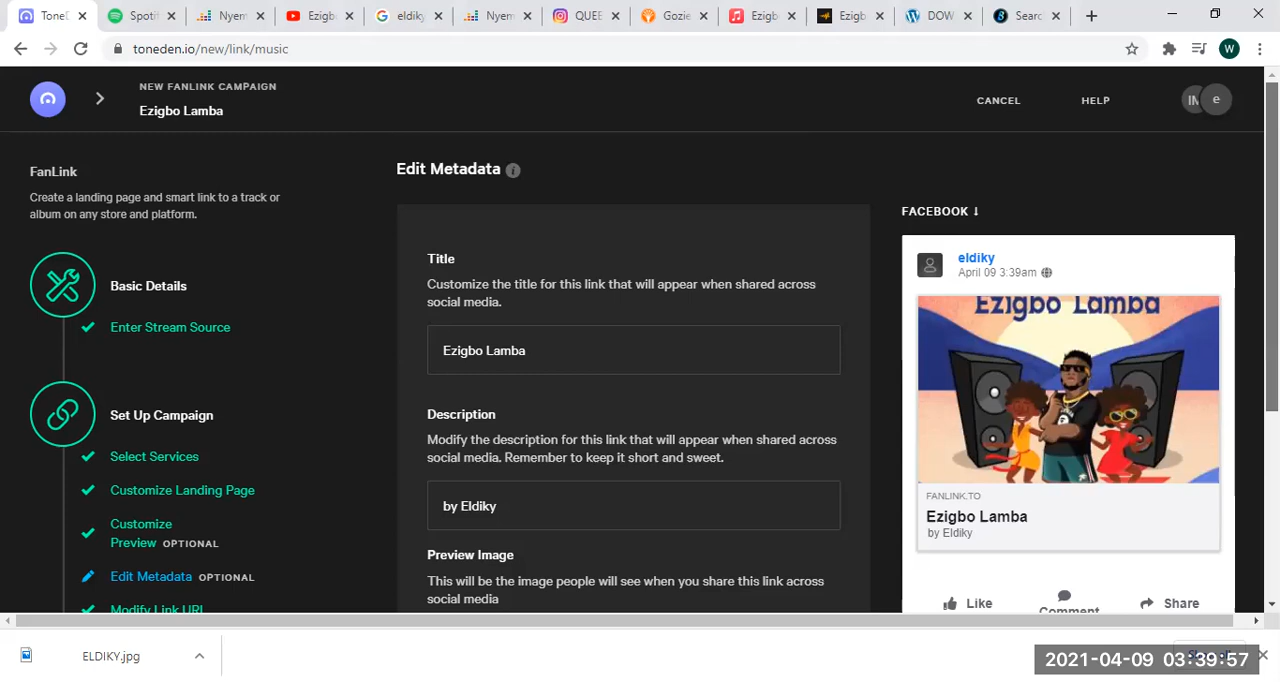 ToneD
Spoti
Nyem
Ezigb
eldiky
Nyem
QUEE
Gozie
Ezigb
Ezigb
DOW
Searc
toneden.io/new/link/music
W
NEW FANLINK CAMPAIGN
Ezigbo Lamba
CANCEL
HELP
IN
e
FanLink
Create a landing page and smart link to a track or
album on any store and platform.
Basic Details
Enter Stream Source
Set Up Campaign
Select Services
Customize Landing Page
Customize
Preview OPTIONAL
Edit Metadata OPTIONAL
Modify Link URL
Edit Metadata
Title
Customize the title for this link that will appear when shared across
social media.
Ezigbo Lamba
Description
Modify the description for this link that will appear when shared across
social media. Remember to keep it short and sweet.
by Eldiky
Preview Image
This will be the image people will see when you share this link across
social media
FACEBOOK ↓
eldiky
April 09 3:39am
Ezigbo Lamba
FANLINK.TO
Ezigbo Lamba
by Eldiky
Like
Comment
Share
ELDIKY.jpg
2021-04-09 03:39:57